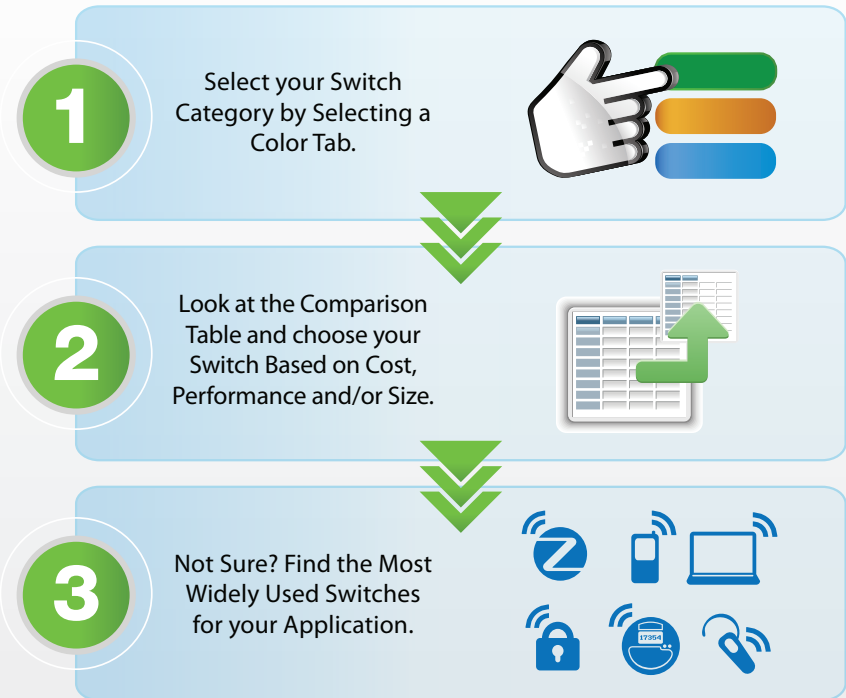 1
Select your Switch
Category by Selecting a
Color Tab.
2
Look at the Comparison
Table and choose your
Switch Based on Cost,
Performance and/or Size.
3
Not Sure? Find the Most
Widely Used Switches
for your Application.
Z
17354